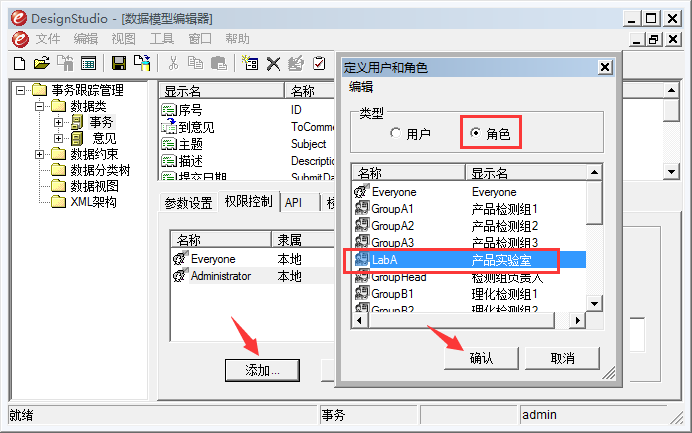 DesignStudio - [数据模型编辑器]
文件 编辑 视图 工具 窗口 帮助
事务跟踪管理
数据类
事务
意见
数据约束
数据分类树
数据视图
XML架构
显示名 名称
序号 ID
到意见 ToComme
主题 Subject
描述 Description
提交日期 SubmitDa
参数设置 权限控制 API
名称 隶属
Everyone 本地
Administrator 本地
添加...
定义用户和角色
编辑
类型
用户 角色
名称 显示名
Everyone Everyone
GroupA1 产品检测组1
GroupA2 产品检测组2
GroupA3 产品检测组3
LabA 产品实验室
GroupHead 检测组负责人
GroupB1 理化检测组1
GroupB2 理化检测组2
确认 取消
就绪 事务 admin